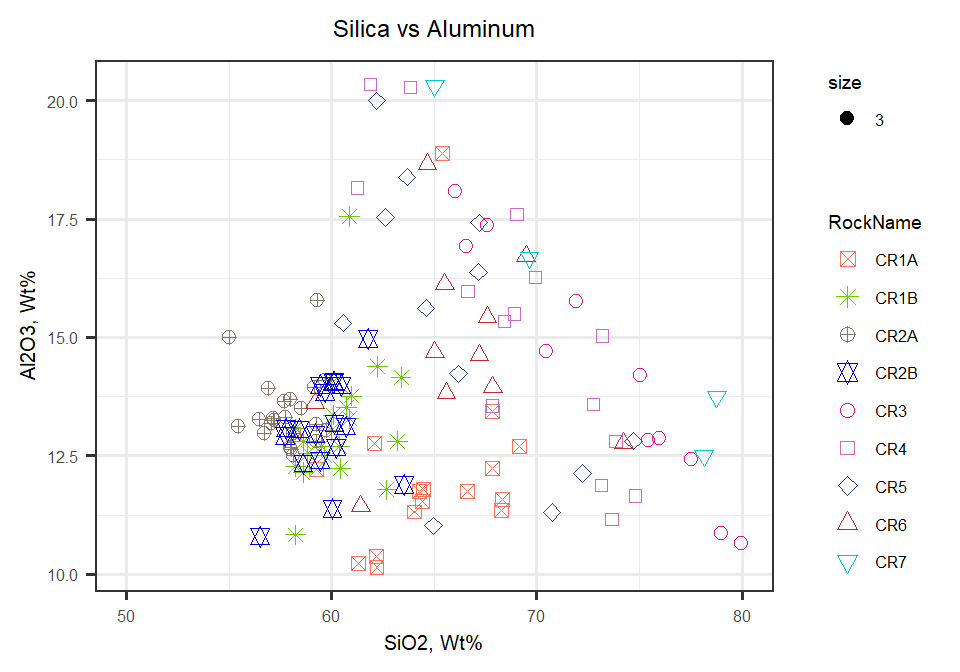 Silica vs Aluminum
Al2O3, Wt%
20.0
17.5
15.0
12.5
10.0
50
60
70
80
SiO2, Wt%
size
3
RockName
CR1A
CR1B
CR2A
CR2B
CR3
CR4
CR5
CR6
CR7